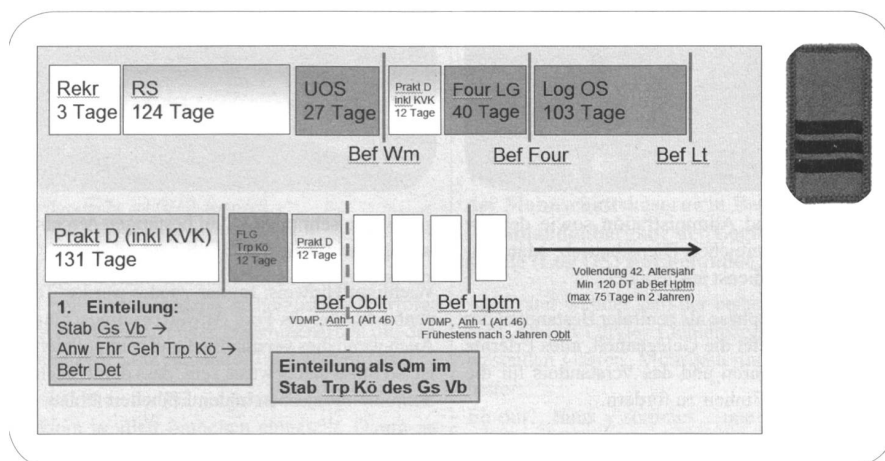 Rekr
3 Tage
RS
124 Tage
UOS
27 Tage
Prakt D
inkl KVK
12 Tage
Four LG
40 Tage
Log OS
103 Tage
Bef Wm
Bef Four
Bef Lt
Prakt D (inkl KVK)
131 Tage
FLG
Trp Kö
12 Tage
Prakt D
12 Tage
Vollendung 42. Altersjahr
Min 120 DT ab Bef Hptm
(max 75 Tage in 2 Jahren)
Bef Oblt
VDMP, Anh 1 (Art 46)
Bef Hptm
VDMP, Anh 1 (Art 46)
Frühestens nach 3 Jahren Oblt
1. Einteilung:
Stab Gs Vb →
Anw Fhr Geh Trp Kö →
Betr Det
Einteilung als Qm im
Stab Trp Kö des Gs Vb